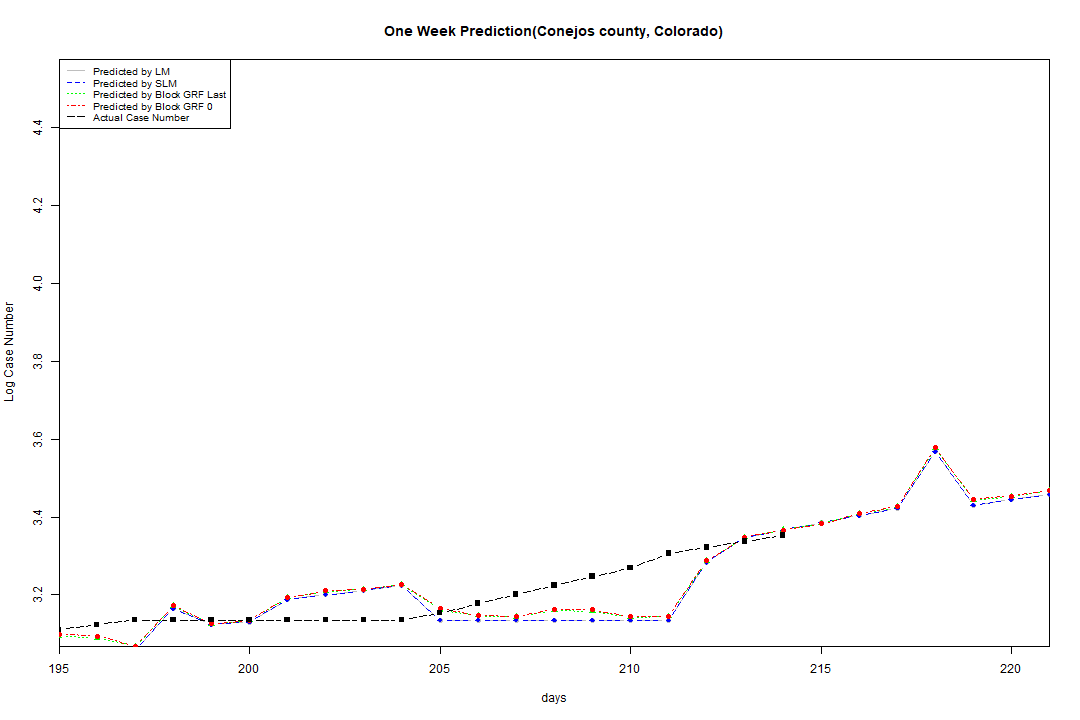 One Week Prediction(Conejos county, Colorado)
Predicted by LM
Predicted by SLM
Predicted by Block GRF Last
Predicted by Block GRF 0
Actual Case Number
4.4
4.2
4.0
3.8
3.6
3.4
3.2
Log Case Number
195 200 205 210 215 220
days